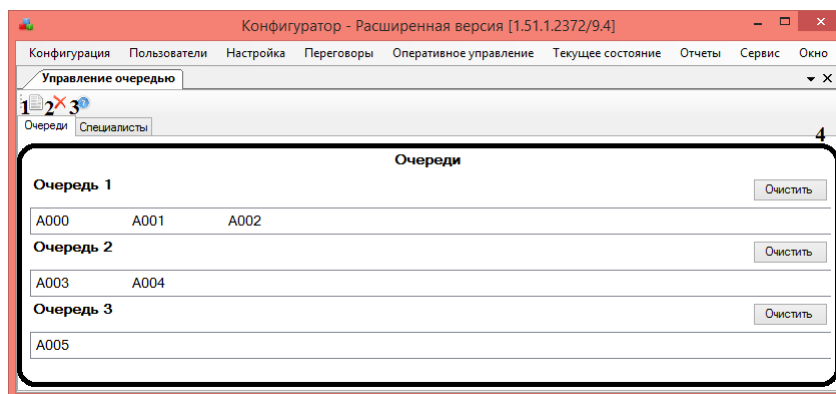 Конфигуратор - Расширенная версия [1.51.1.2372/9.4]
Конфигурация Пользователи Настройка Переговоры Оперативное управление Текущее состояние Отчеты Сервис Окно
Управление очередью
1 2 3
Очереди Специалисты
4
Очереди
Очередь 1
Очистить
A000 A001 A002
Очередь 2
Очистить
A003 A004
Очередь 3
Очистить
A005